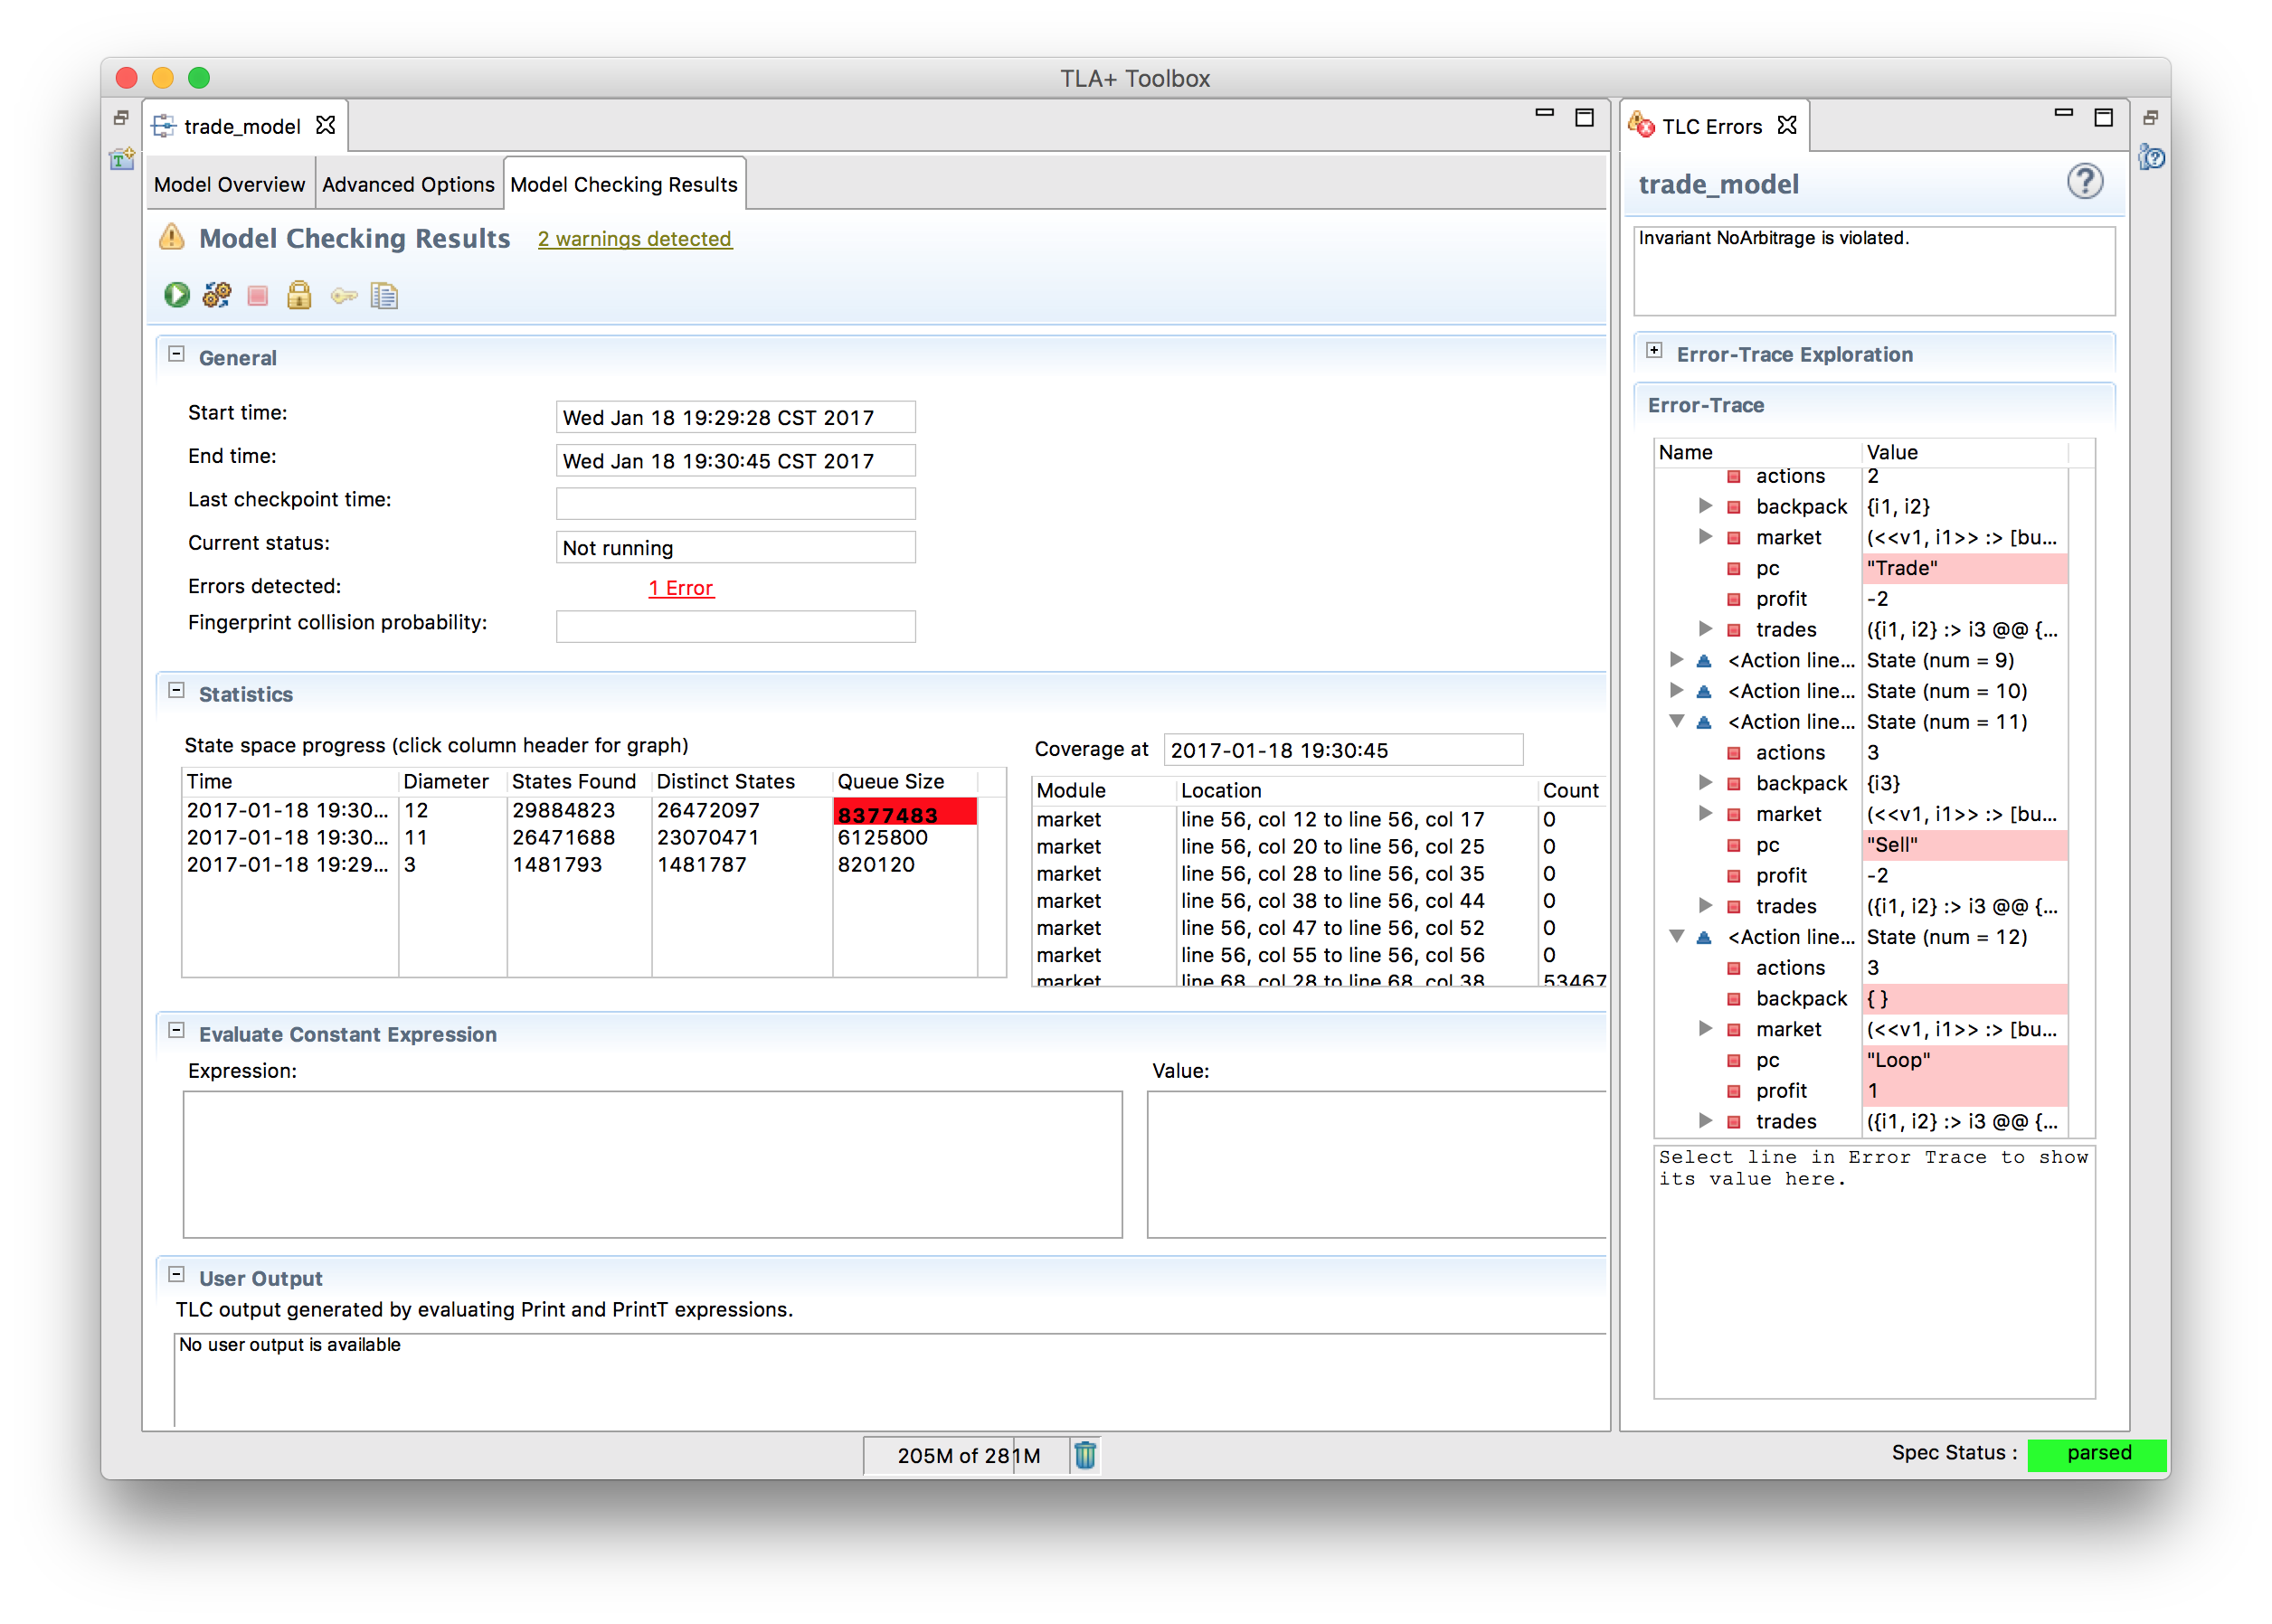 TLA+ Toolbox
trade_model
Model Overview
Advanced Options
Model Checking Results
Model Checking Results 2 warnings detected
General
Start time: Wed Jan 18 19:29:28 CST 2017
End time: Wed Jan 18 19:30:45 CST 2017
Last checkpoint time:
Current status: Not running
Errors detected: 1 Error
Fingerprint collision probability:
Statistics
State space progress (click column header for graph)
Time Diameter States Found Distinct States Queue Size
2017-01-18 19:30... 12 29884823 26472097 8377483
2017-01-18 19:30... 11 26471688 23070471 6125800
2017-01-18 19:29... 3 1481793 1481787 820120
Coverage at 2017-01-18 19:30:45
Module Location Count
market line 56, col 12 to line 56, col 17 0
market line 56, col 20 to line 56, col 25 0
market line 56, col 28 to line 56, col 35 0
market line 56, col 38 to line 56, col 44 0
market line 56, col 47 to line 56, col 52 0
market line 56, col 55 to line 56, col 56 0
market line 68, col 28 to line 68, col 38 53467
Evaluate Constant Expression
Expression:
Value:
User Output
TLC output generated by evaluating Print and PrintT expressions.
No user output is available
205M of 281M
TLC Errors
trade_model
Invariant NoArbitrage is violated.
Error-Trace Exploration
Error-Trace
Name Value
actions 2
backpack {i1, i2}
market (<<v1, i1>> :> [bu...
pc "Trade"
profit -2
trades ({i1, i2} :> i3 @@ {...
<Action line... State (num = 9)
<Action line... State (num = 10)
<Action line... State (num = 11)
actions 3
backpack {i3}
market (<<v1, i1>> :> [bu...
pc "Sell"
profit -2
trades ({i1, i2} :> i3 @@ {...
<Action line... State (num = 12)
actions 3
backpack { }
market (<<v1, i1>> :> [bu...
pc "Loop"
profit 1
trades ({i1, i2} :> i3 @@ {...
Select line in Error Trace to show
its value here.
Spec Status : parsed